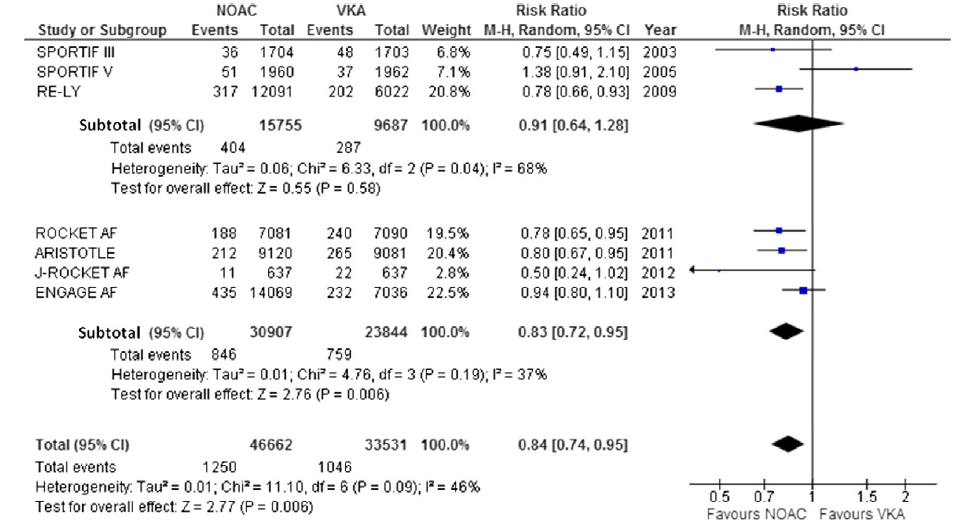 NOAC VKA Risk Ratio Risk Ratio
Study or Subgroup Events Total Events Total Weight M-H, Random, 95% CI Year M-H, Random, 95% CI
SPORTIF III 36 1704 48 1703 6.8% 0.75 [0.49, 1.15] 2003
SPORTIF V 51 1960 37 1962 7.1% 1.38 [0.91, 2.10] 2005
RE-LY 317 12091 202 6022 20.8% 0.78 [0.66, 0.93] 2009
Subtotal (95% CI) 15755 9687 100.0% 0.91 [0.64, 1.28]
Total events 404 287
Heterogeneity: Tau² = 0.06; Chi² = 6.33, df = 2 (P = 0.04); I² = 68%
Test for overall effect: Z = 0.55 (P = 0.58)
ROCKET AF 188 7081 240 7090 19.5% 0.78 [0.65, 0.95] 2011
ARISTOTLE 212 9120 265 9081 20.4% 0.80 [0.67, 0.95] 2011
J-ROCKET AF 11 637 22 637 2.8% 0.50 [0.24, 1.02] 2012
ENGAGE AF 435 14069 232 7036 22.5% 0.94 [0.80, 1.10] 2013
Subtotal (95% CI) 30907 23844 100.0% 0.83 [0.72, 0.95]
Total events 846 759
Heterogeneity: Tau² = 0.01; Chi² = 4.76, df = 3 (P = 0.19); I² = 37%
Test for overall effect: Z = 2.76 (P = 0.006)
Total (95% CI) 46662 33531 100.0% 0.84 [0.74, 0.95]
Total events 1250 1046
Heterogeneity: Tau² = 0.01; Chi² = 11.10, df = 6 (P = 0.09); I² = 46%
Test for overall effect: Z = 2.77 (P = 0.006)
0.5 0.7 1 1.5 2
Favours NOAC Favours VKA